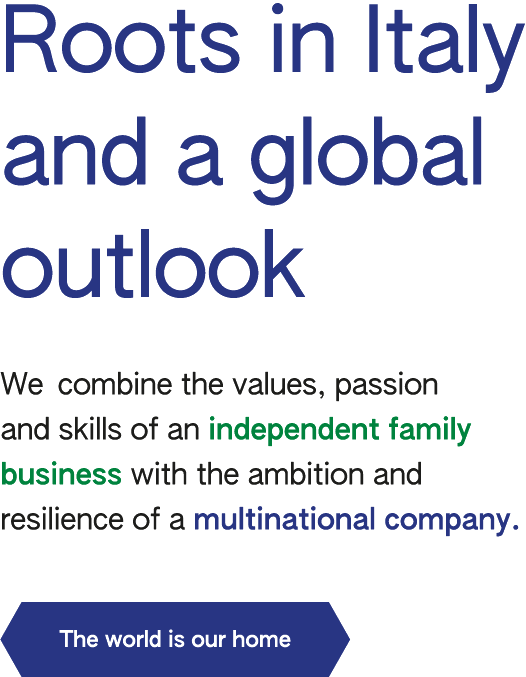 Roots in Italy
and a global
outlook
We combine the values, passion
and skills of an independent family
business with the ambition and
resilience of a multinational company.
The world is our home